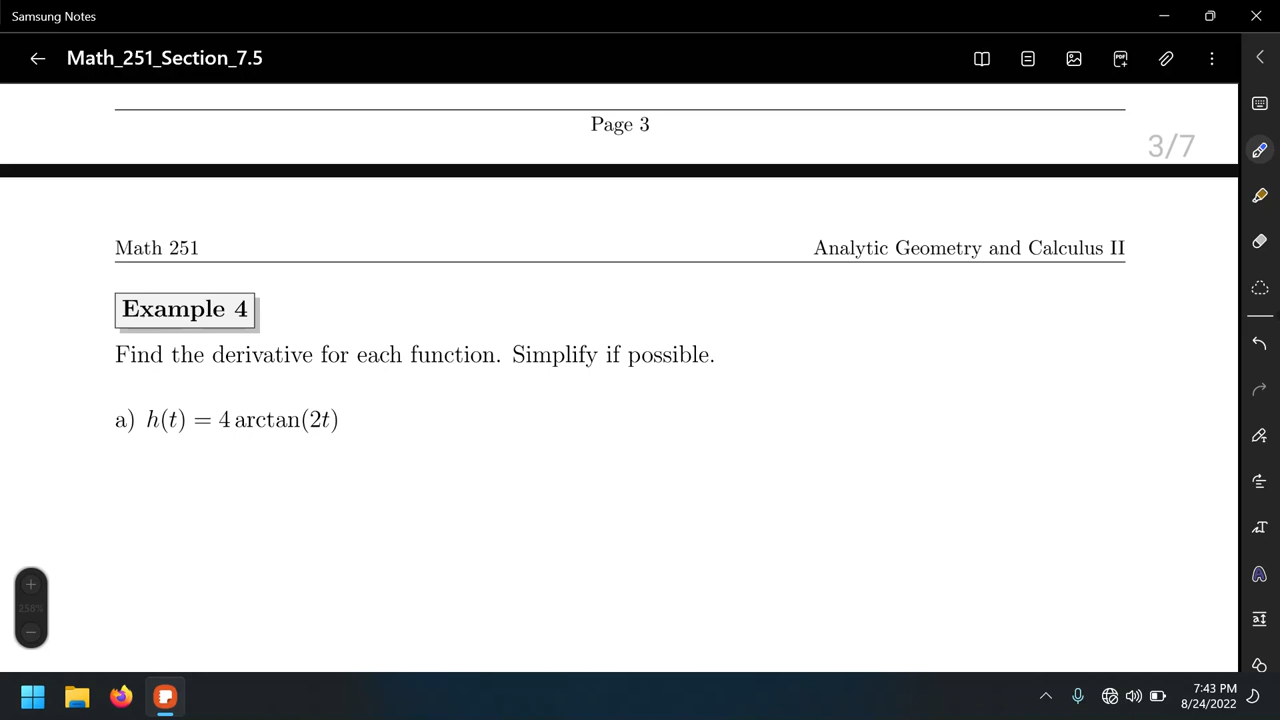 Samsung Notes
Math_251_Section_7.5
Page 3
3/7
Math 251
Analytic Geometry and Calculus II
Example 4
Find the derivative for each function. Simplify if possible.
a) h(t) = 4 arctan(2t)
256%
7:43 PM
8/24/2022